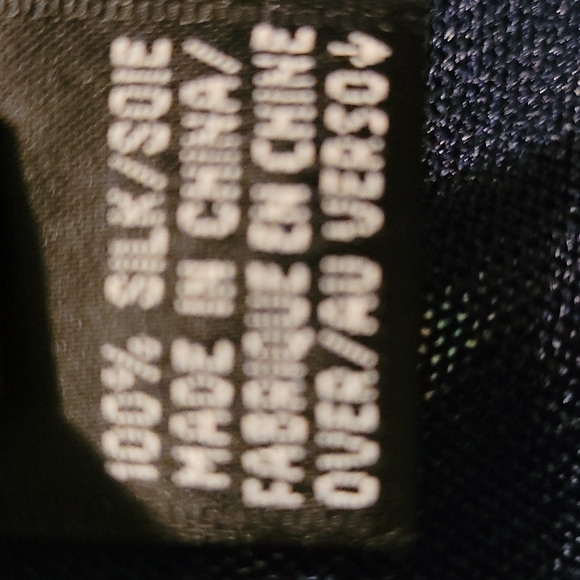 100% SILK/SOIE
MADE IN CHINA/
FABRIQUE EN CHINE
OVER/AU VERSO↓